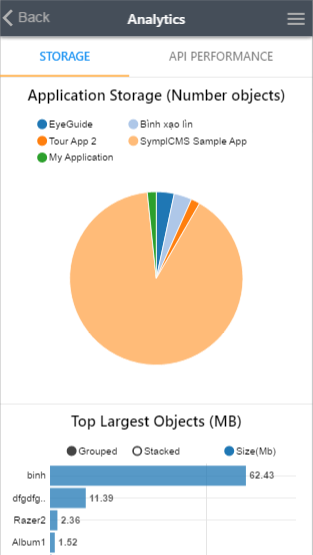 Back
Analytics
STORAGE API PERFORMANCE
Application Storage (Number objects)
EyeGuide Bình xạo lìn
Tour App 2 SymplCMS Sample App
My Application
Top Largest Objects (MB)
Grouped Stacked Size(Mb)
binh 62.43
dfgdfg.. 11.39
Razer2 2.36
Album1 1.52